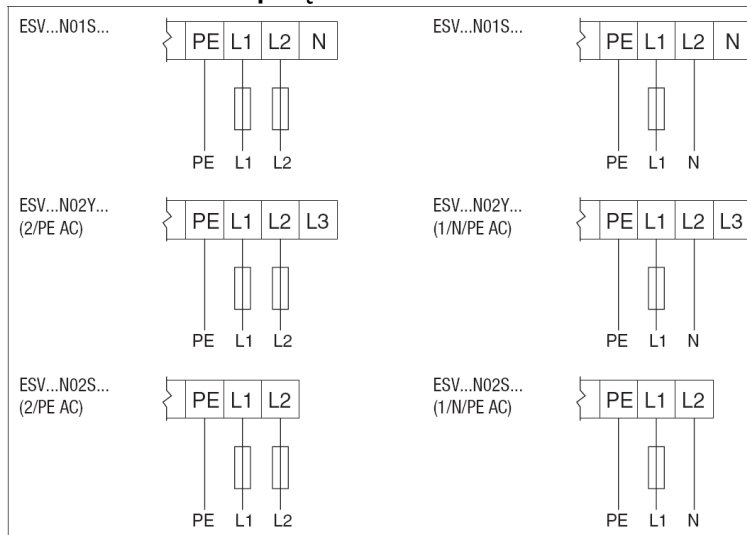 ESV...N01S... PE L1 L2 N
PE L1 L2
ESV...N01S... PE L1 L2 N
PE L1 N
ESV...N02Y... PE L1 L2 L3
(2/PE AC)
PE L1 L2
ESV...N02Y... PE L1 L2 L3
(1/N/PE AC)
PE L1 N
ESV...N02S... PE L1 L2
(2/PE AC)
PE L1 L2
ESV...N02S... PE L1 L2
(1/N/PE AC)
PE L1 N